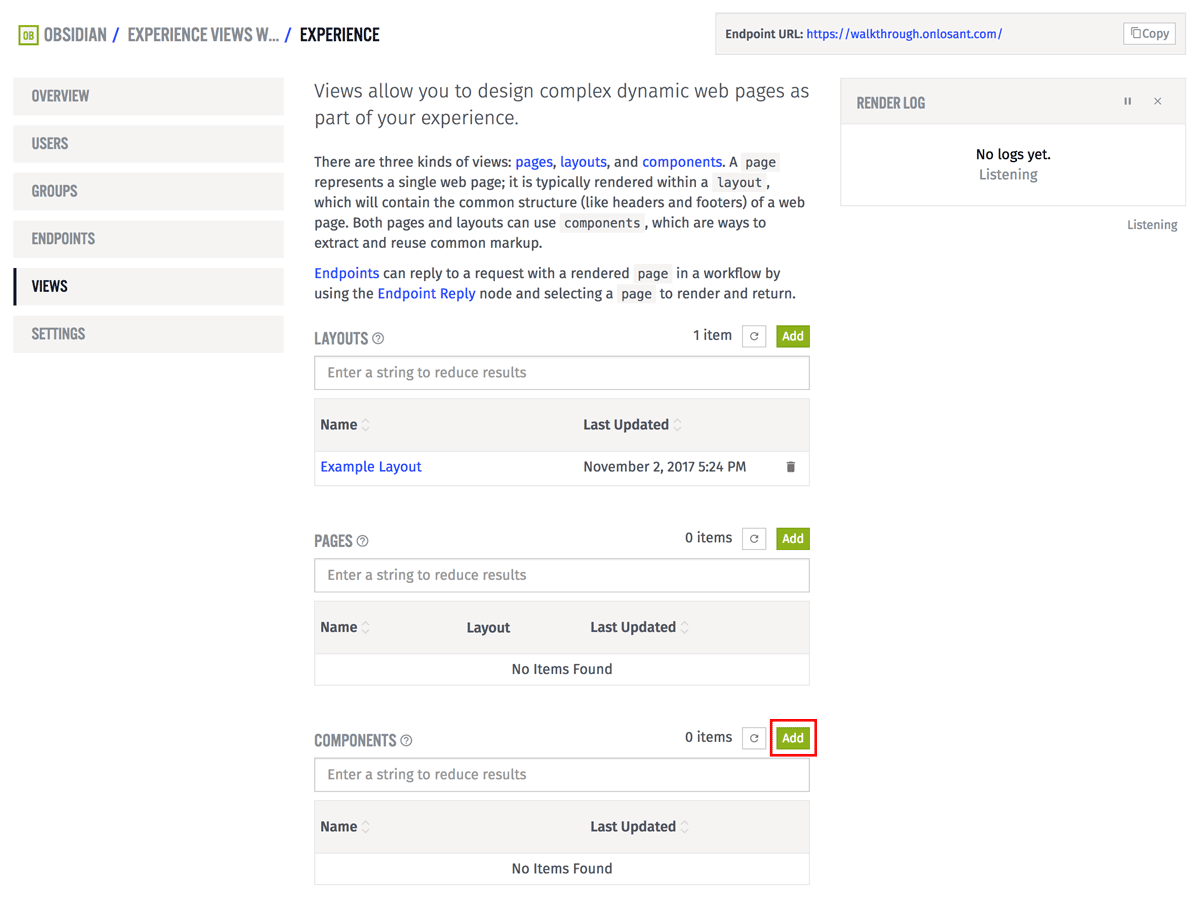 OB OBSIDIAN / EXPERIENCE VIEWS W... / EXPERIENCE
Endpoint URL: https://walkthrough.onlosant.com/ Copy
OVERVIEW
USERS
GROUPS
ENDPOINTS
VIEWS
SETTINGS
Views allow you to design complex dynamic web pages as
part of your experience.
There are three kinds of views: pages, layouts, and components. A page
represents a single web page; it is typically rendered within a layout,
which will contain the common structure (like headers and footers) of a web
page. Both pages and layouts can use components, which are ways to
extract and reuse common markup.
Endpoints can reply to a request with a rendered page in a workflow by
using the Endpoint Reply node and selecting a page to render and return.
LAYOUTS ? 1 item Add
Enter a string to reduce results
Name Last Updated
Example Layout November 2, 2017 5:24 PM
PAGES ? 0 items Add
Enter a string to reduce results
Name Layout Last Updated
No Items Found
COMPONENTS ? 0 items Add
Enter a string to reduce results
Name Last Updated
No Items Found
RENDER LOG
No logs yet.
Listening
Listening